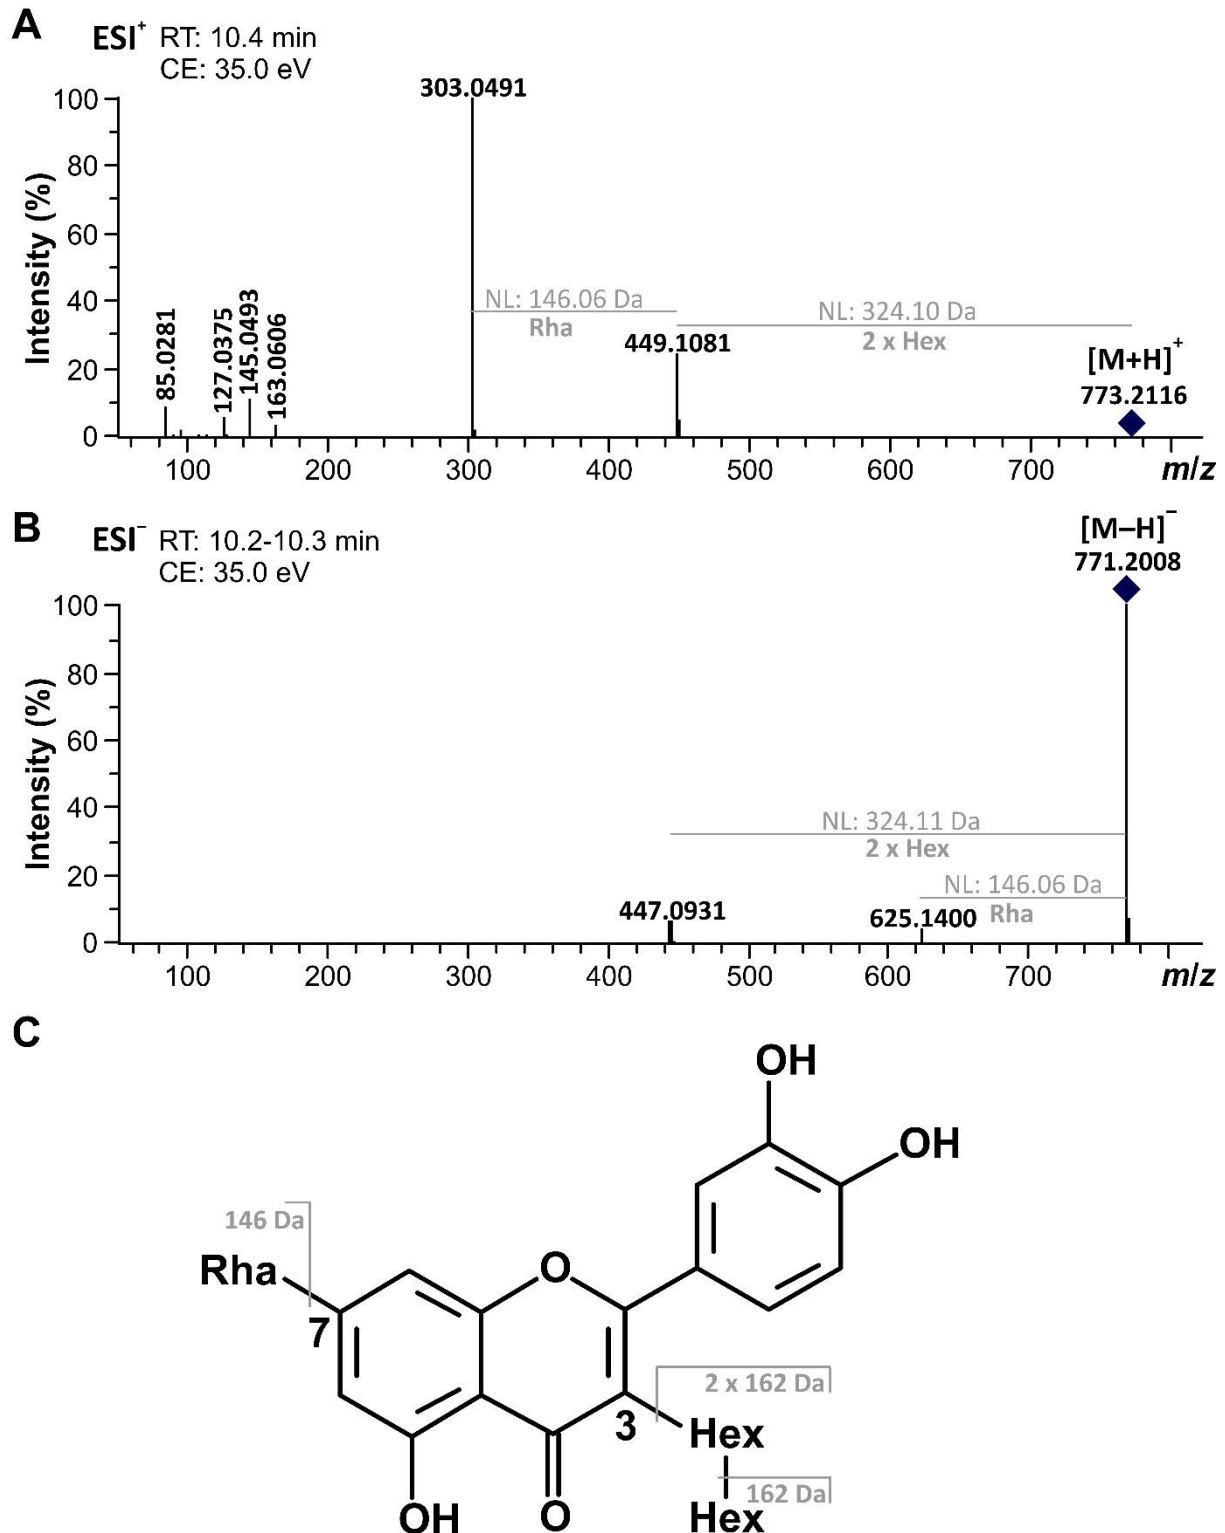 A
ESI⁺ RT: 10.4 min
CE: 35.0 eV
Intensity (%)
100
80
60
40
20
0
303.0491
NL: 146.06 Da
Rha
NL: 324.10 Da
2 x Hex
449.1081
[M+H]⁺
773.2116
85.0281
127.0375
145.0493
163.0606
100 200 300 400 500 600 700 m/z
B
ESI⁻ RT: 10.2-10.3 min
CE: 35.0 eV
[M–H]⁻
771.2008
Intensity (%)
100
80
60
40
20
0
NL: 324.11 Da
2 x Hex
NL: 146.06 Da
Rha
447.0931
625.1400
100 200 300 400 500 600 700 m/z
C
OH
OH
146 Da
Rha
O
7
2 x 162 Da
3
Hex
162 Da
OH
O
Hex